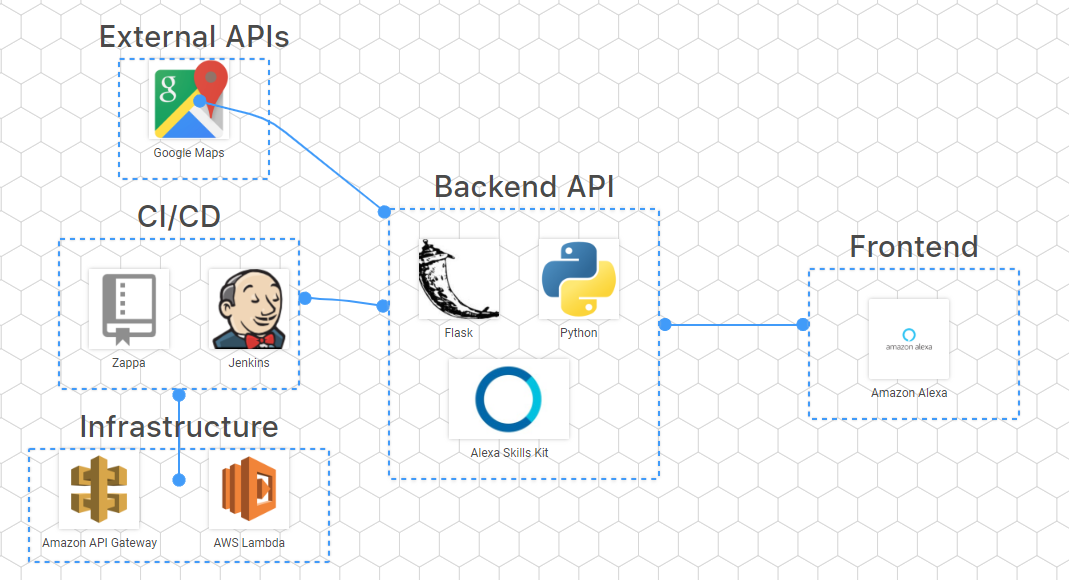 External APIs
g
Google Maps
Backend API
CI/CD
Frontend
Flask
Python
amazon alexa
Zappa
Jenkins
Amazon Alexa
Infrastructure
Alexa Skills Kit
Amazon API Gateway
AWS Lambda